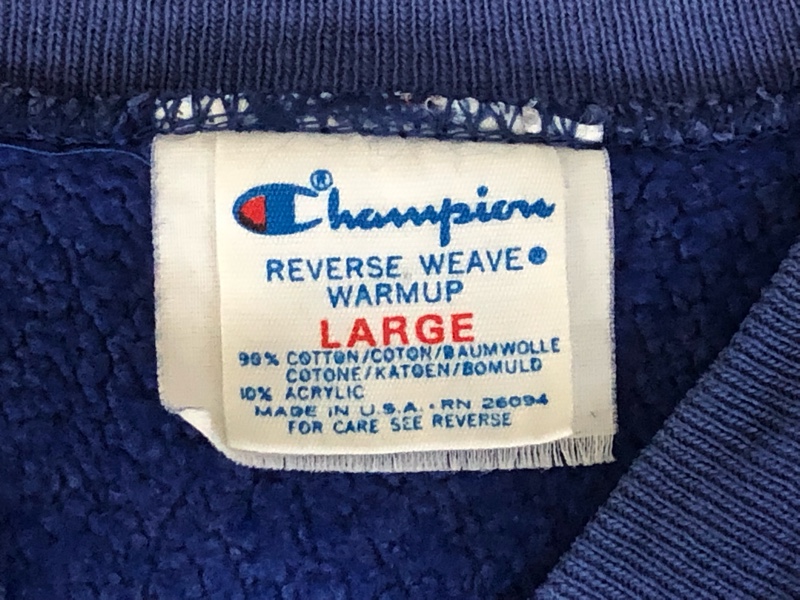 Champion®
REVERSE WEAVE®
WARMUP
LARGE
90% COTTON/COTON/BAUMWOLLE
COTONE/KATOEN/BOMULD
10% ACRYLIC
MADE IN U.S.A. · RN 26094
FOR CARE SEE REVERSE